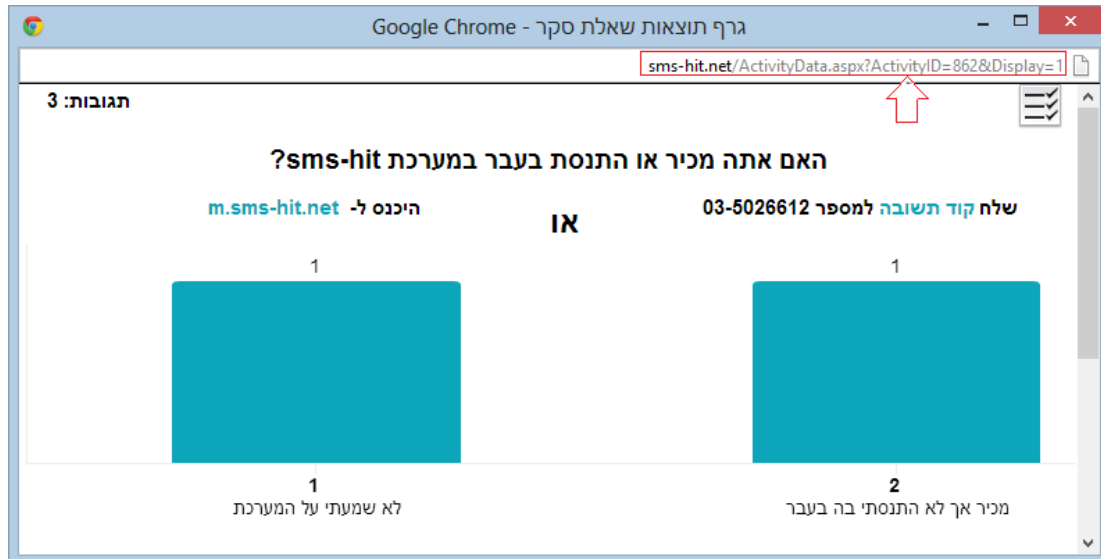 גרף תוצאות שאלת סקר - Google Chrome
sms-hit.net/ActivityData.aspx?ActivityID=862&Display=1
תגובות: 3
האם אתה מכיר או התנסת בעבר במערכת sms-hit?
שלח קוד תשובה למספר 03-5026612
או
היכנס ל- m.sms-hit.net
1
1
1
לא שמעתי על המערכת
2
מכיר אך לא התנסתי בה בעבר